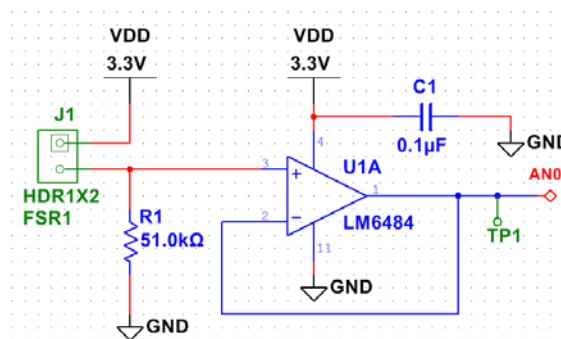 VDD
3.3V
VDD
3.3V
J1
HDR1X2
FSR1
C1
0.1µF
GND
4
3
U1A
1
2
LM6484
11
AN0
TP1
R1
51.0kΩ
GND
GND